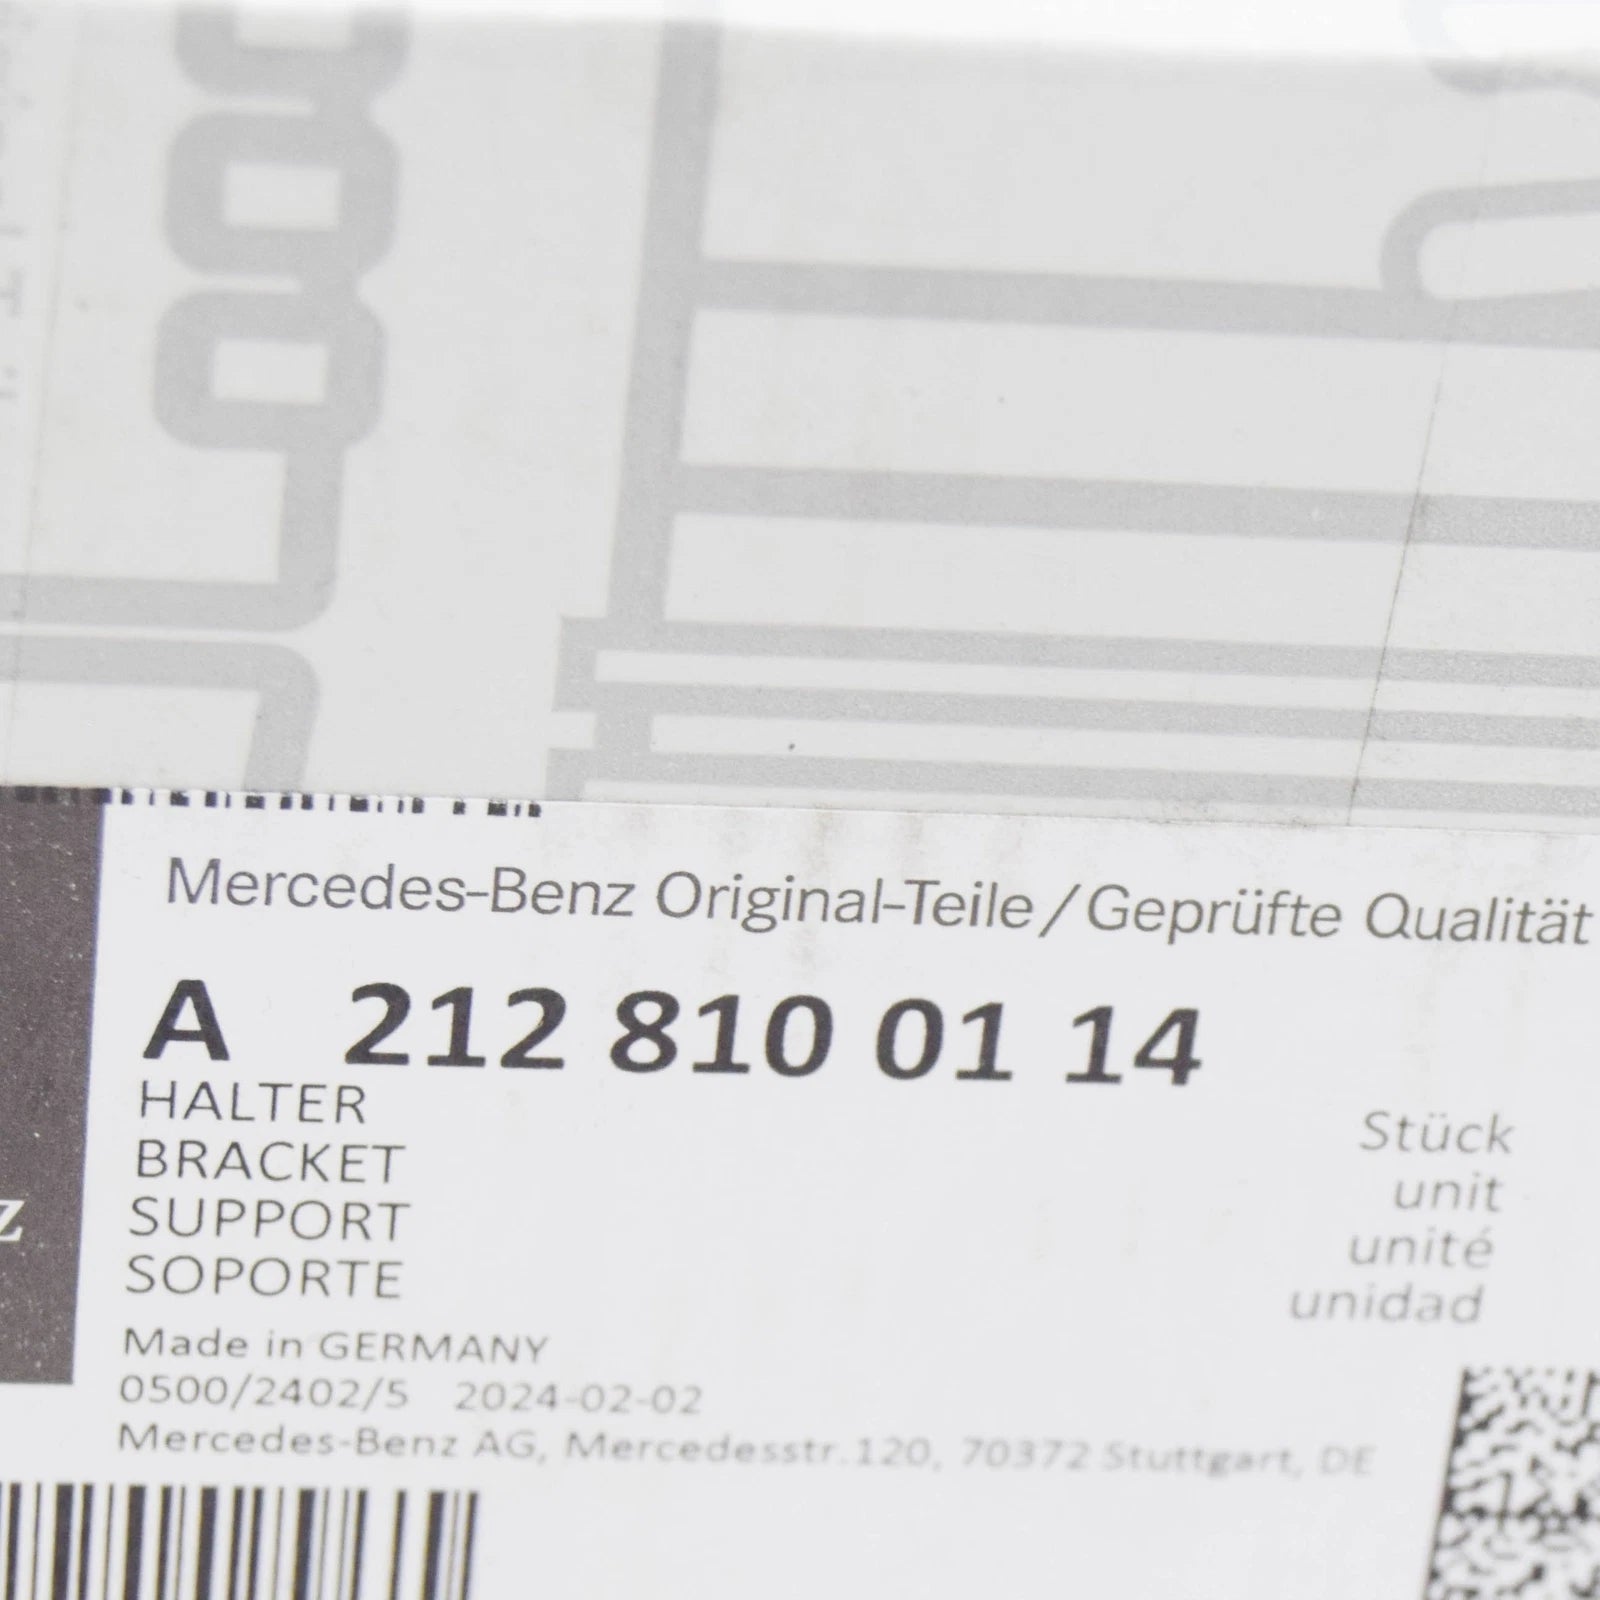 Mercedes-Benz Original-Teile/Geprüfte Qualität
A 212 810 01 14
HALTER
BRACKET
SUPPORT
SOPORTE
Stück
unit
unité
unidad
Made in GERMANY
0500/2402/5 2024-02-02
Mercedes-Benz AG, Mercedesstr.120, 70372 Stuttgart, DE
z